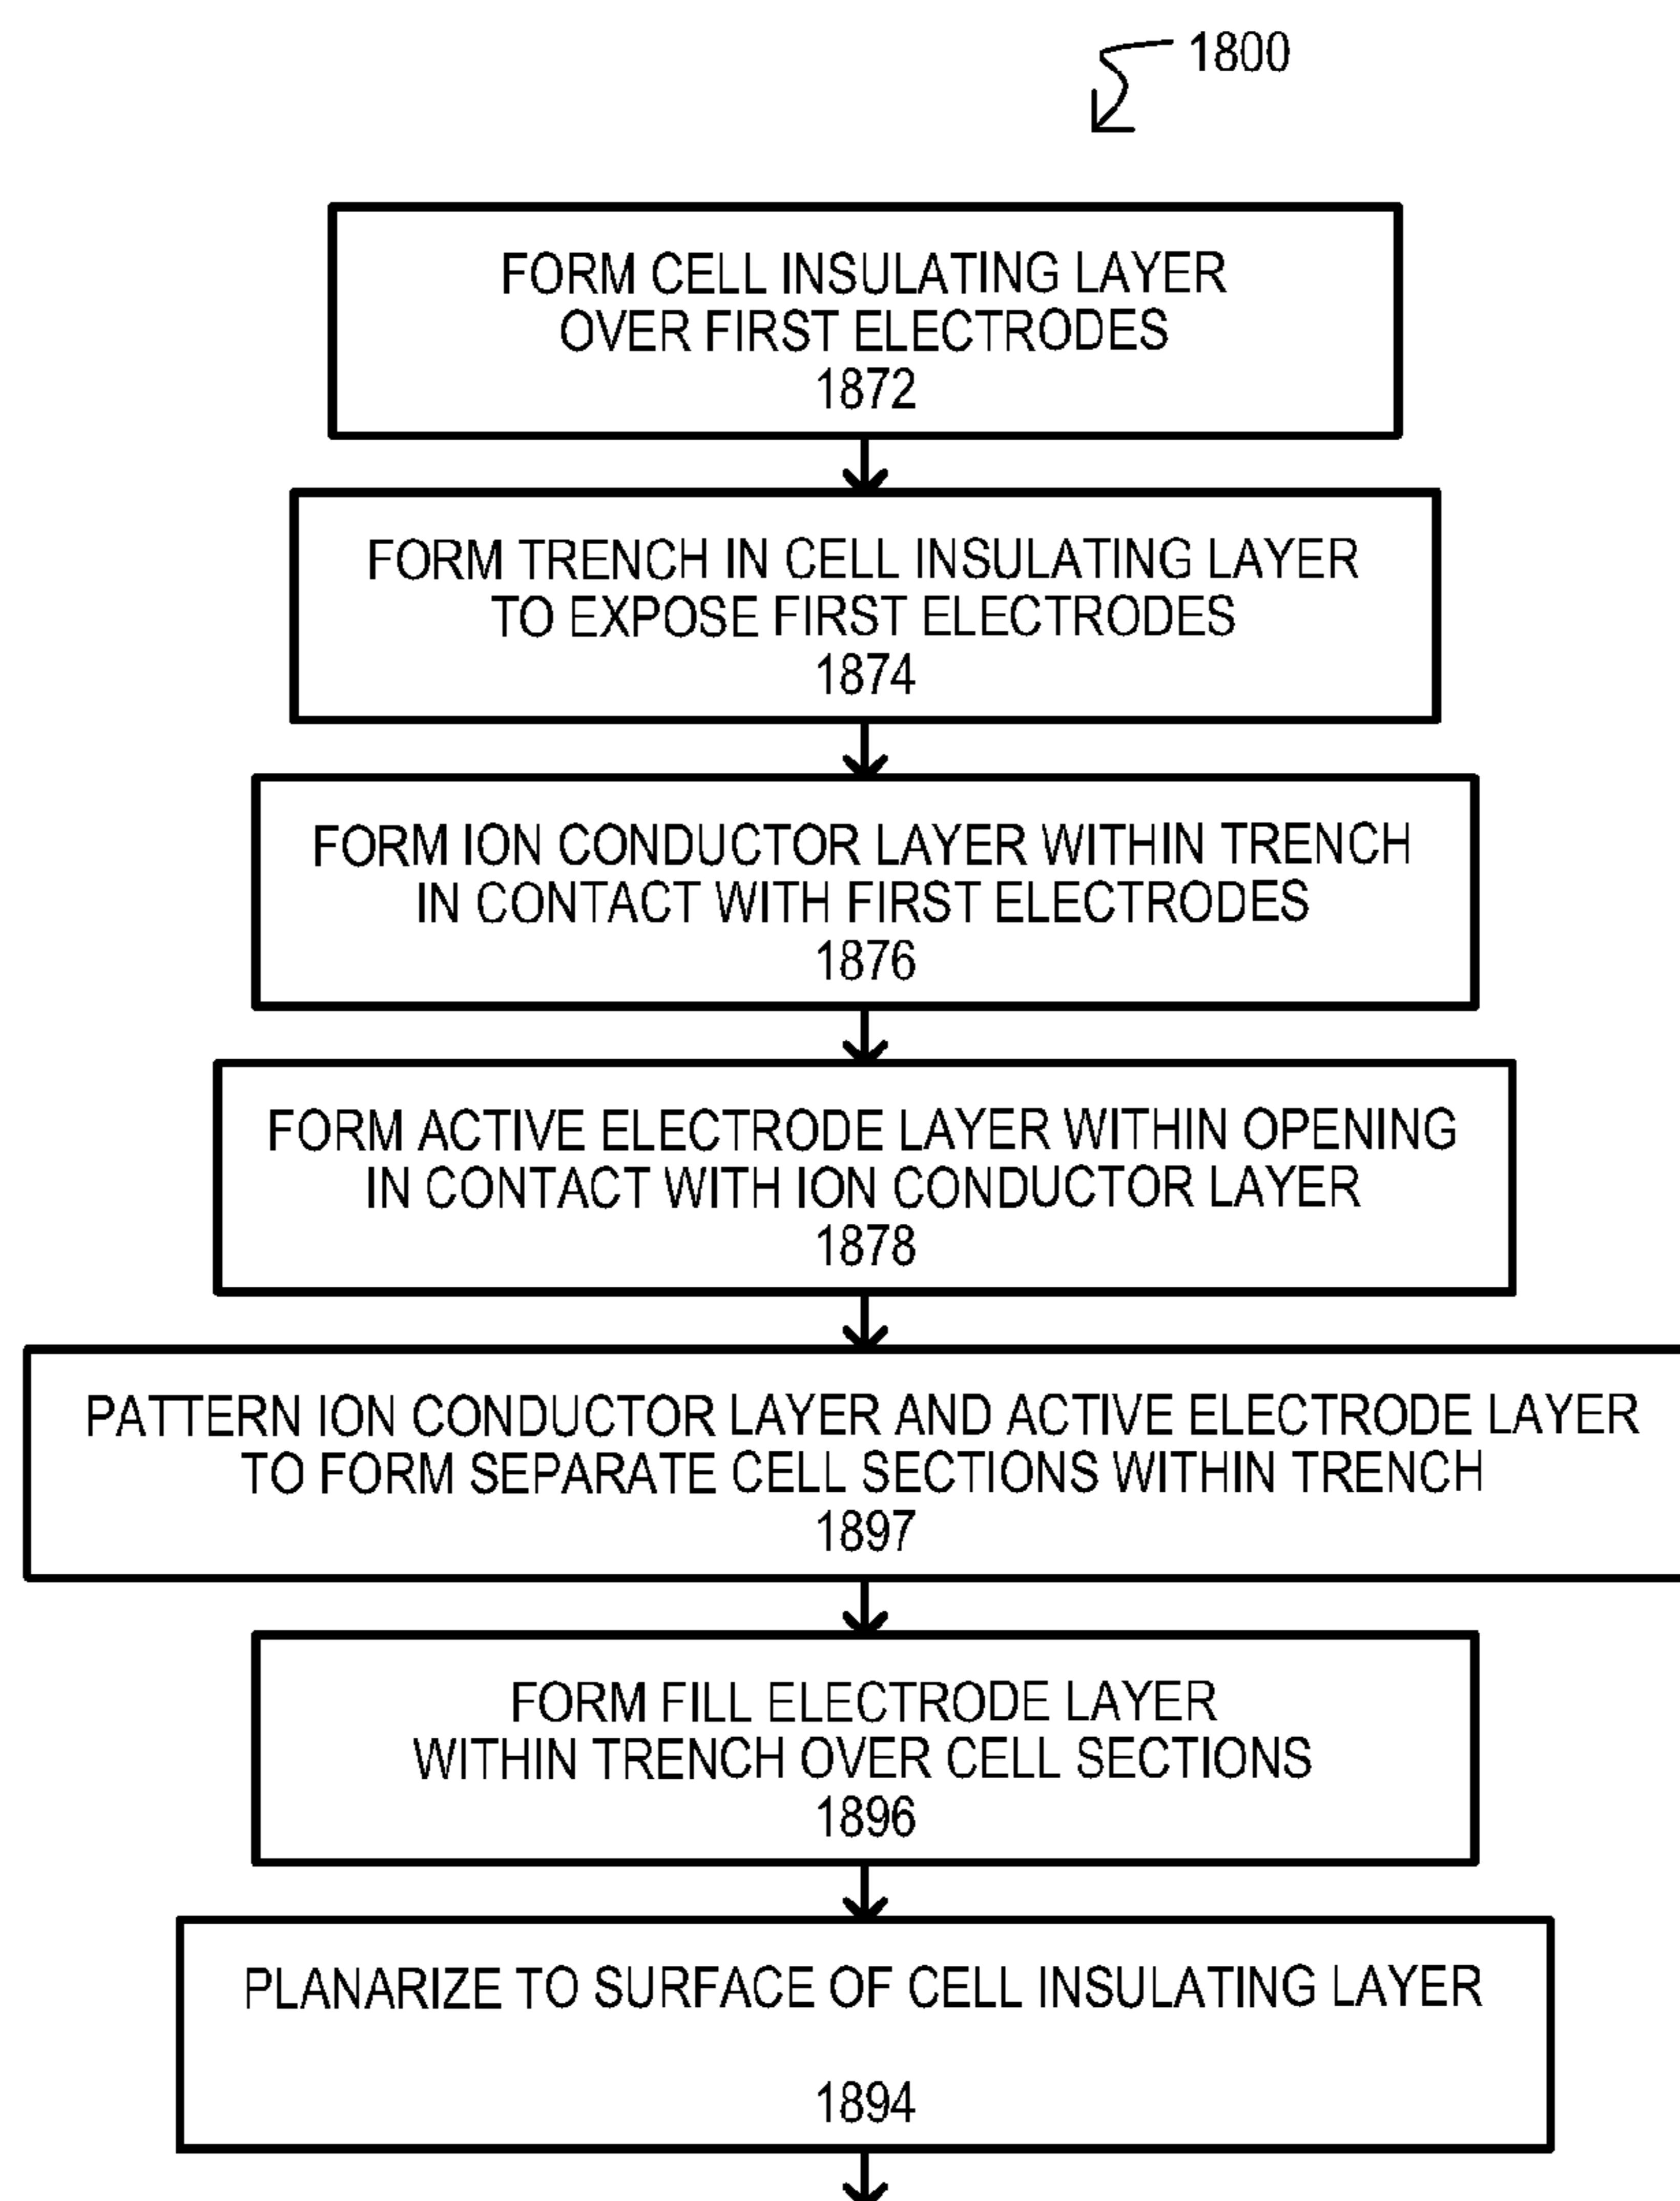 1800
FORM CELL INSULATING LAYER
OVER FIRST ELECTRODES
1872
FORM TRENCH IN CELL INSULATING LAYER
TO EXPOSE FIRST ELECTRODES
1874
FORM ION CONDUCTOR LAYER WITHIN TRENCH
IN CONTACT WITH FIRST ELECTRODES
1876
FORM ACTIVE ELECTRODE LAYER WITHIN OPENING
IN CONTACT WITH ION CONDUCTOR LAYER
1878
PATTERN ION CONDUCTOR LAYER AND ACTIVE ELECTRODE LAYER
TO FORM SEPARATE CELL SECTIONS WITHIN TRENCH
1897
FORM FILL ELECTRODE LAYER
WITHIN TRENCH OVER CELL SECTIONS
1896
PLANARIZE TO SURFACE OF CELL INSULATING LAYER
1894